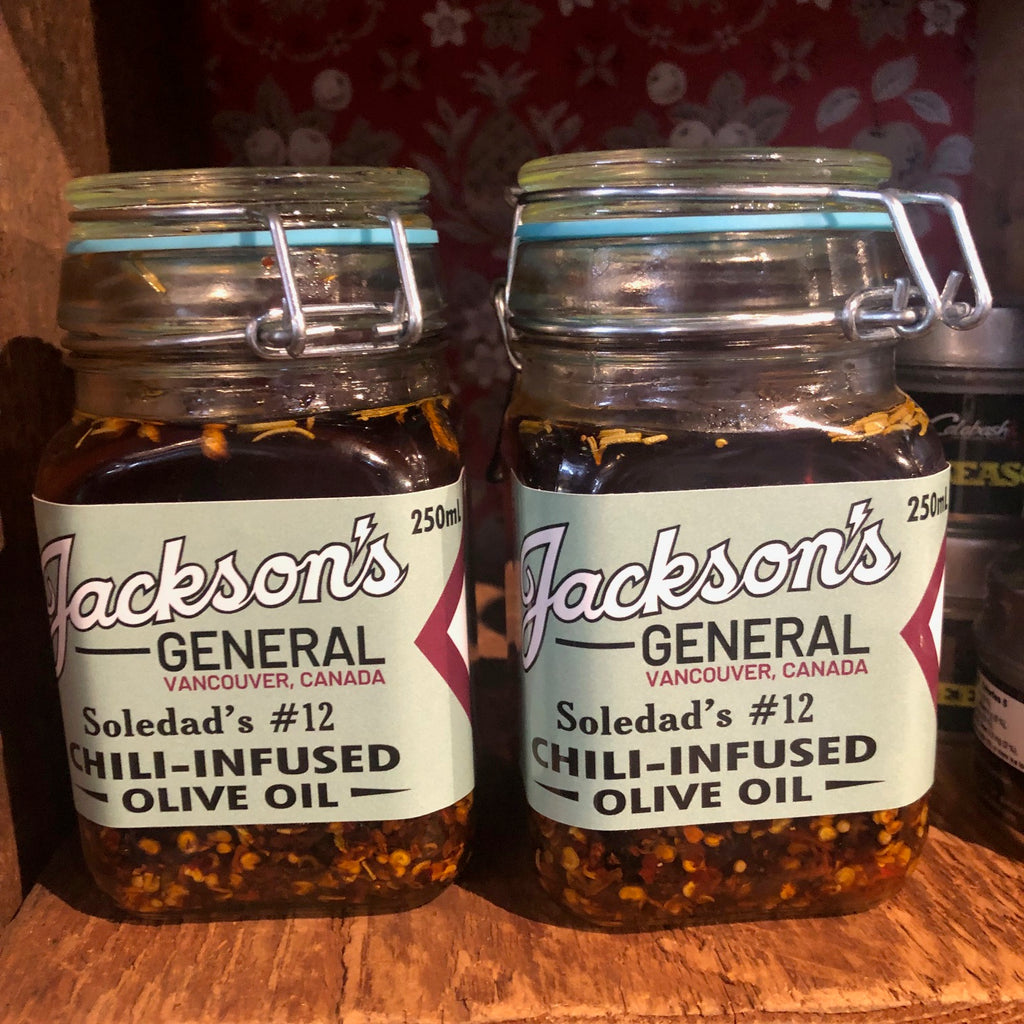 250mL
Jackson's
GENERAL
VANCOUVER, CANADA
Soledad's #12
CHILI-INFUSED
OLIVE OIL
250mL
Jackson's
GENERAL
VANCOUVER, CANADA
Soledad's #12
CHILI-INFUSED
OLIVE OIL
Calabash